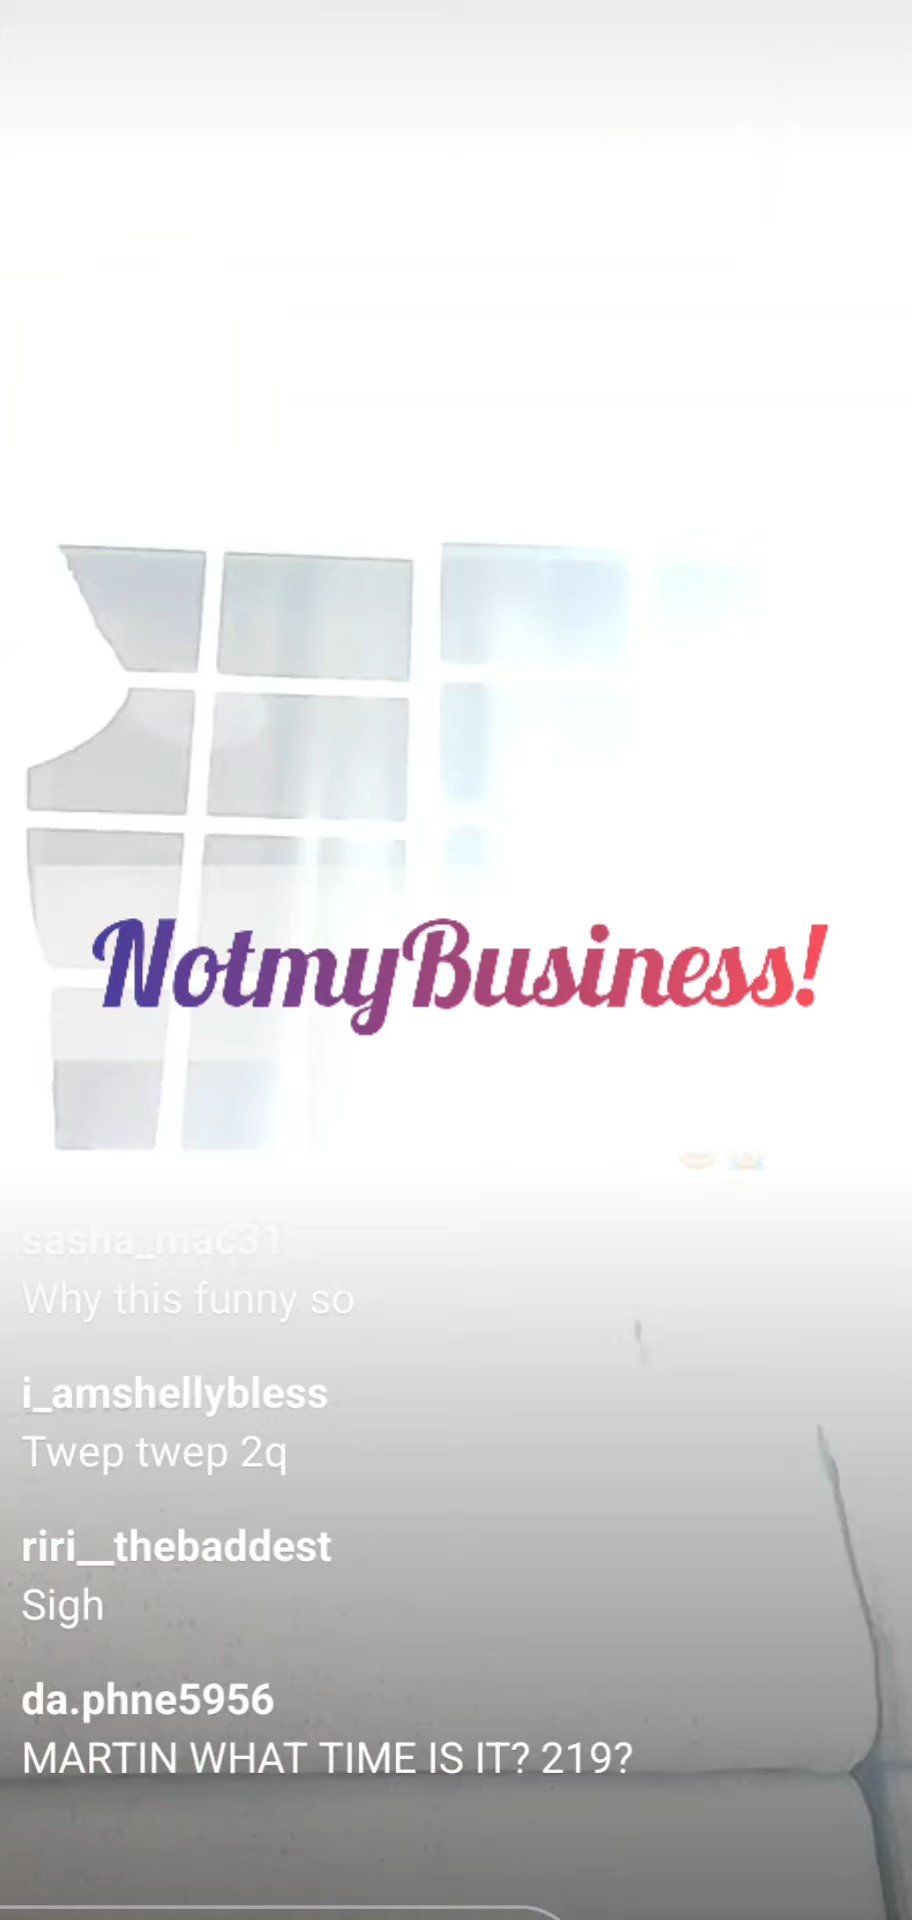 NotmyBusiness!
sasha_mac31
Why this funny so
i_amshellybless
Twep twep 2q
riri__thebaddest
Sigh
da.phne5956
MARTIN WHAT TIME IS IT? 219?